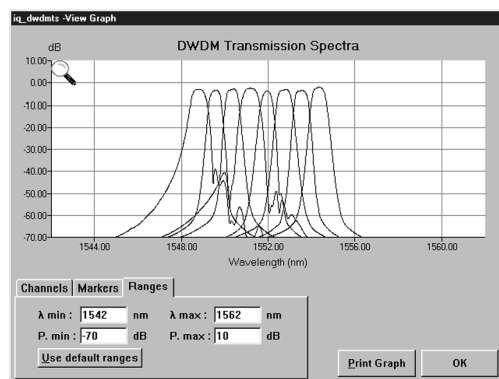 iq_dwdmts -View Graph
dB
DWDM Transmission Spectra
10.00
0.00
-10.00
-20.00
-30.00
-40.00
-50.00
-60.00
-70.00
1544.00 1548.00 1552.00 1556.00 1560.00
Wavelength (nm)
Channels Markers Ranges
λ min : 1542 nm λ max : 1562 nm
P. min : -70 dB P. max : 10 dB
Use default ranges
Print Graph OK